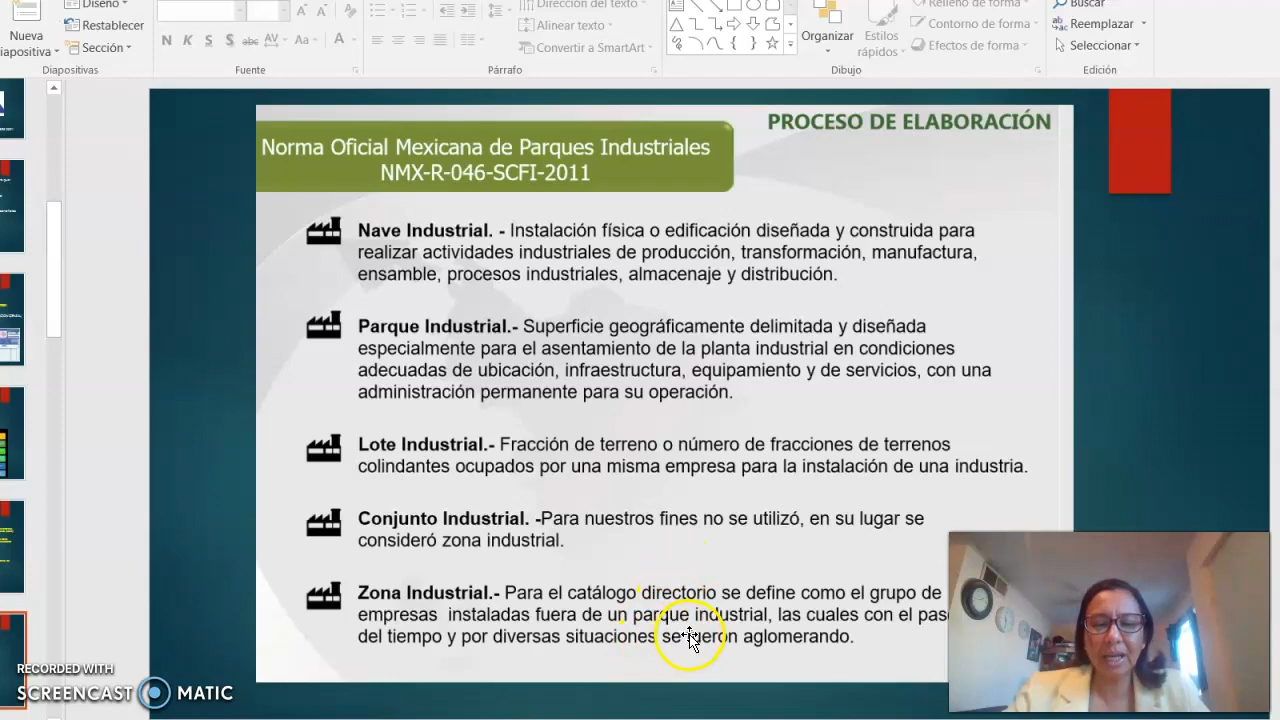 Diseño
Dirección del texto
Relleno de forma
Buscar
Nueva
Restablecer
Alinear texto
Contorno de forma
Reemplazar
iapositiva
Sección
N K S S abc AV Aa A
Convertir a SmartArt
Organizar
Estilos
rápidos
Efectos de forma
Seleccionar
Diapositivas
Fuente
Párrafo
Dibujo
Edición
PROCESO DE ELABORACIÓN
Norma Oficial Mexicana de Parques Industriales
NMX-R-046-SCFI-2011
Nave Industrial. - Instalación física o edificación diseñada y construida para
realizar actividades industriales de producción, transformación, manufactura,
ensamble, procesos industriales, almacenaje y distribución.
Parque Industrial.- Superficie geográficamente delimitada y diseñada
especialmente para el asentamiento de la planta industrial en condiciones
adecuadas de ubicación, infraestructura, equipamiento y de servicios, con una
administración permanente para su operación.
Lote Industrial.- Fracción de terreno o número de fracciones de terrenos
colindantes ocupados por una misma empresa para la instalación de una industria.
Conjunto Industrial. -Para nuestros fines no se utilizó, en su lugar se
consideró zona industrial.
Zona Industrial.- Para el catálogo directorio se define como el grupo de
empresas instaladas fuera de un parque industrial, las cuales con el pas
del tiempo y por diversas situaciones se fueron aglomerando.
RECORDED WITH
SCREENCAST MATIC